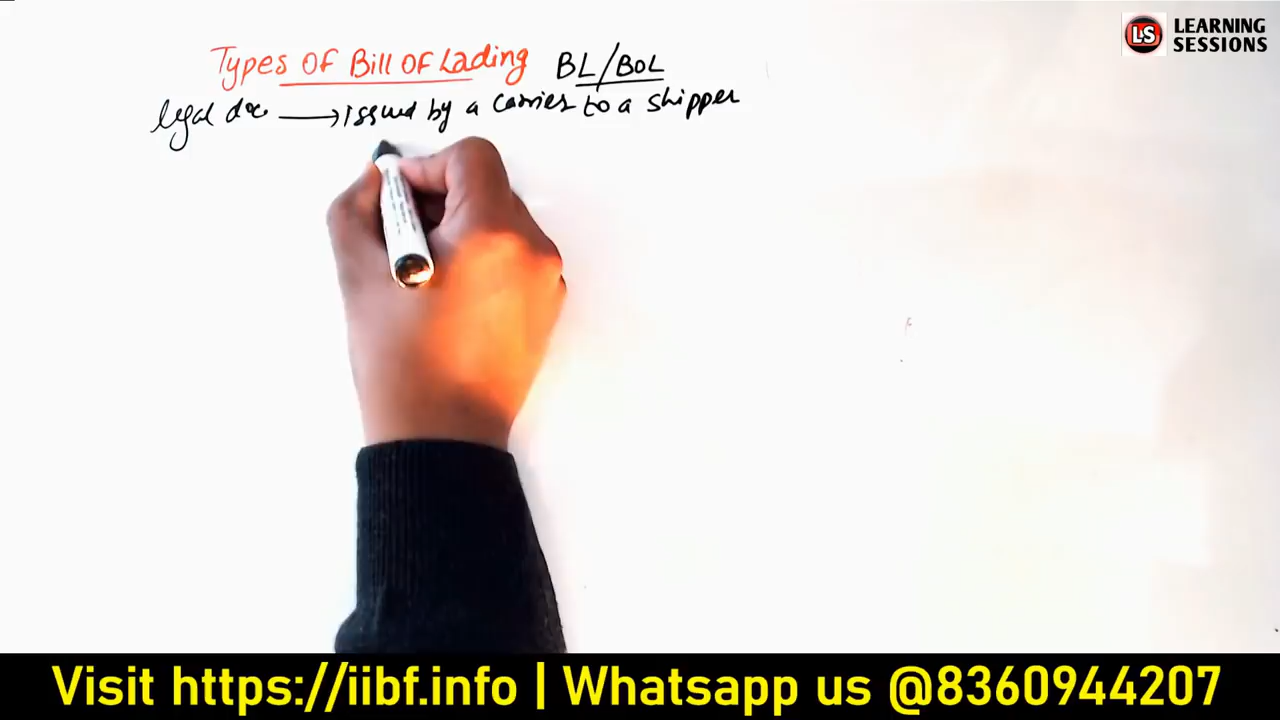 Types Of Bill Of Lading BL/BOL
legal doc → issued by a carrier to a shipper
LS LEARNING SESSIONS
Visit https://iibf.info | Whatsapp us @8360944207